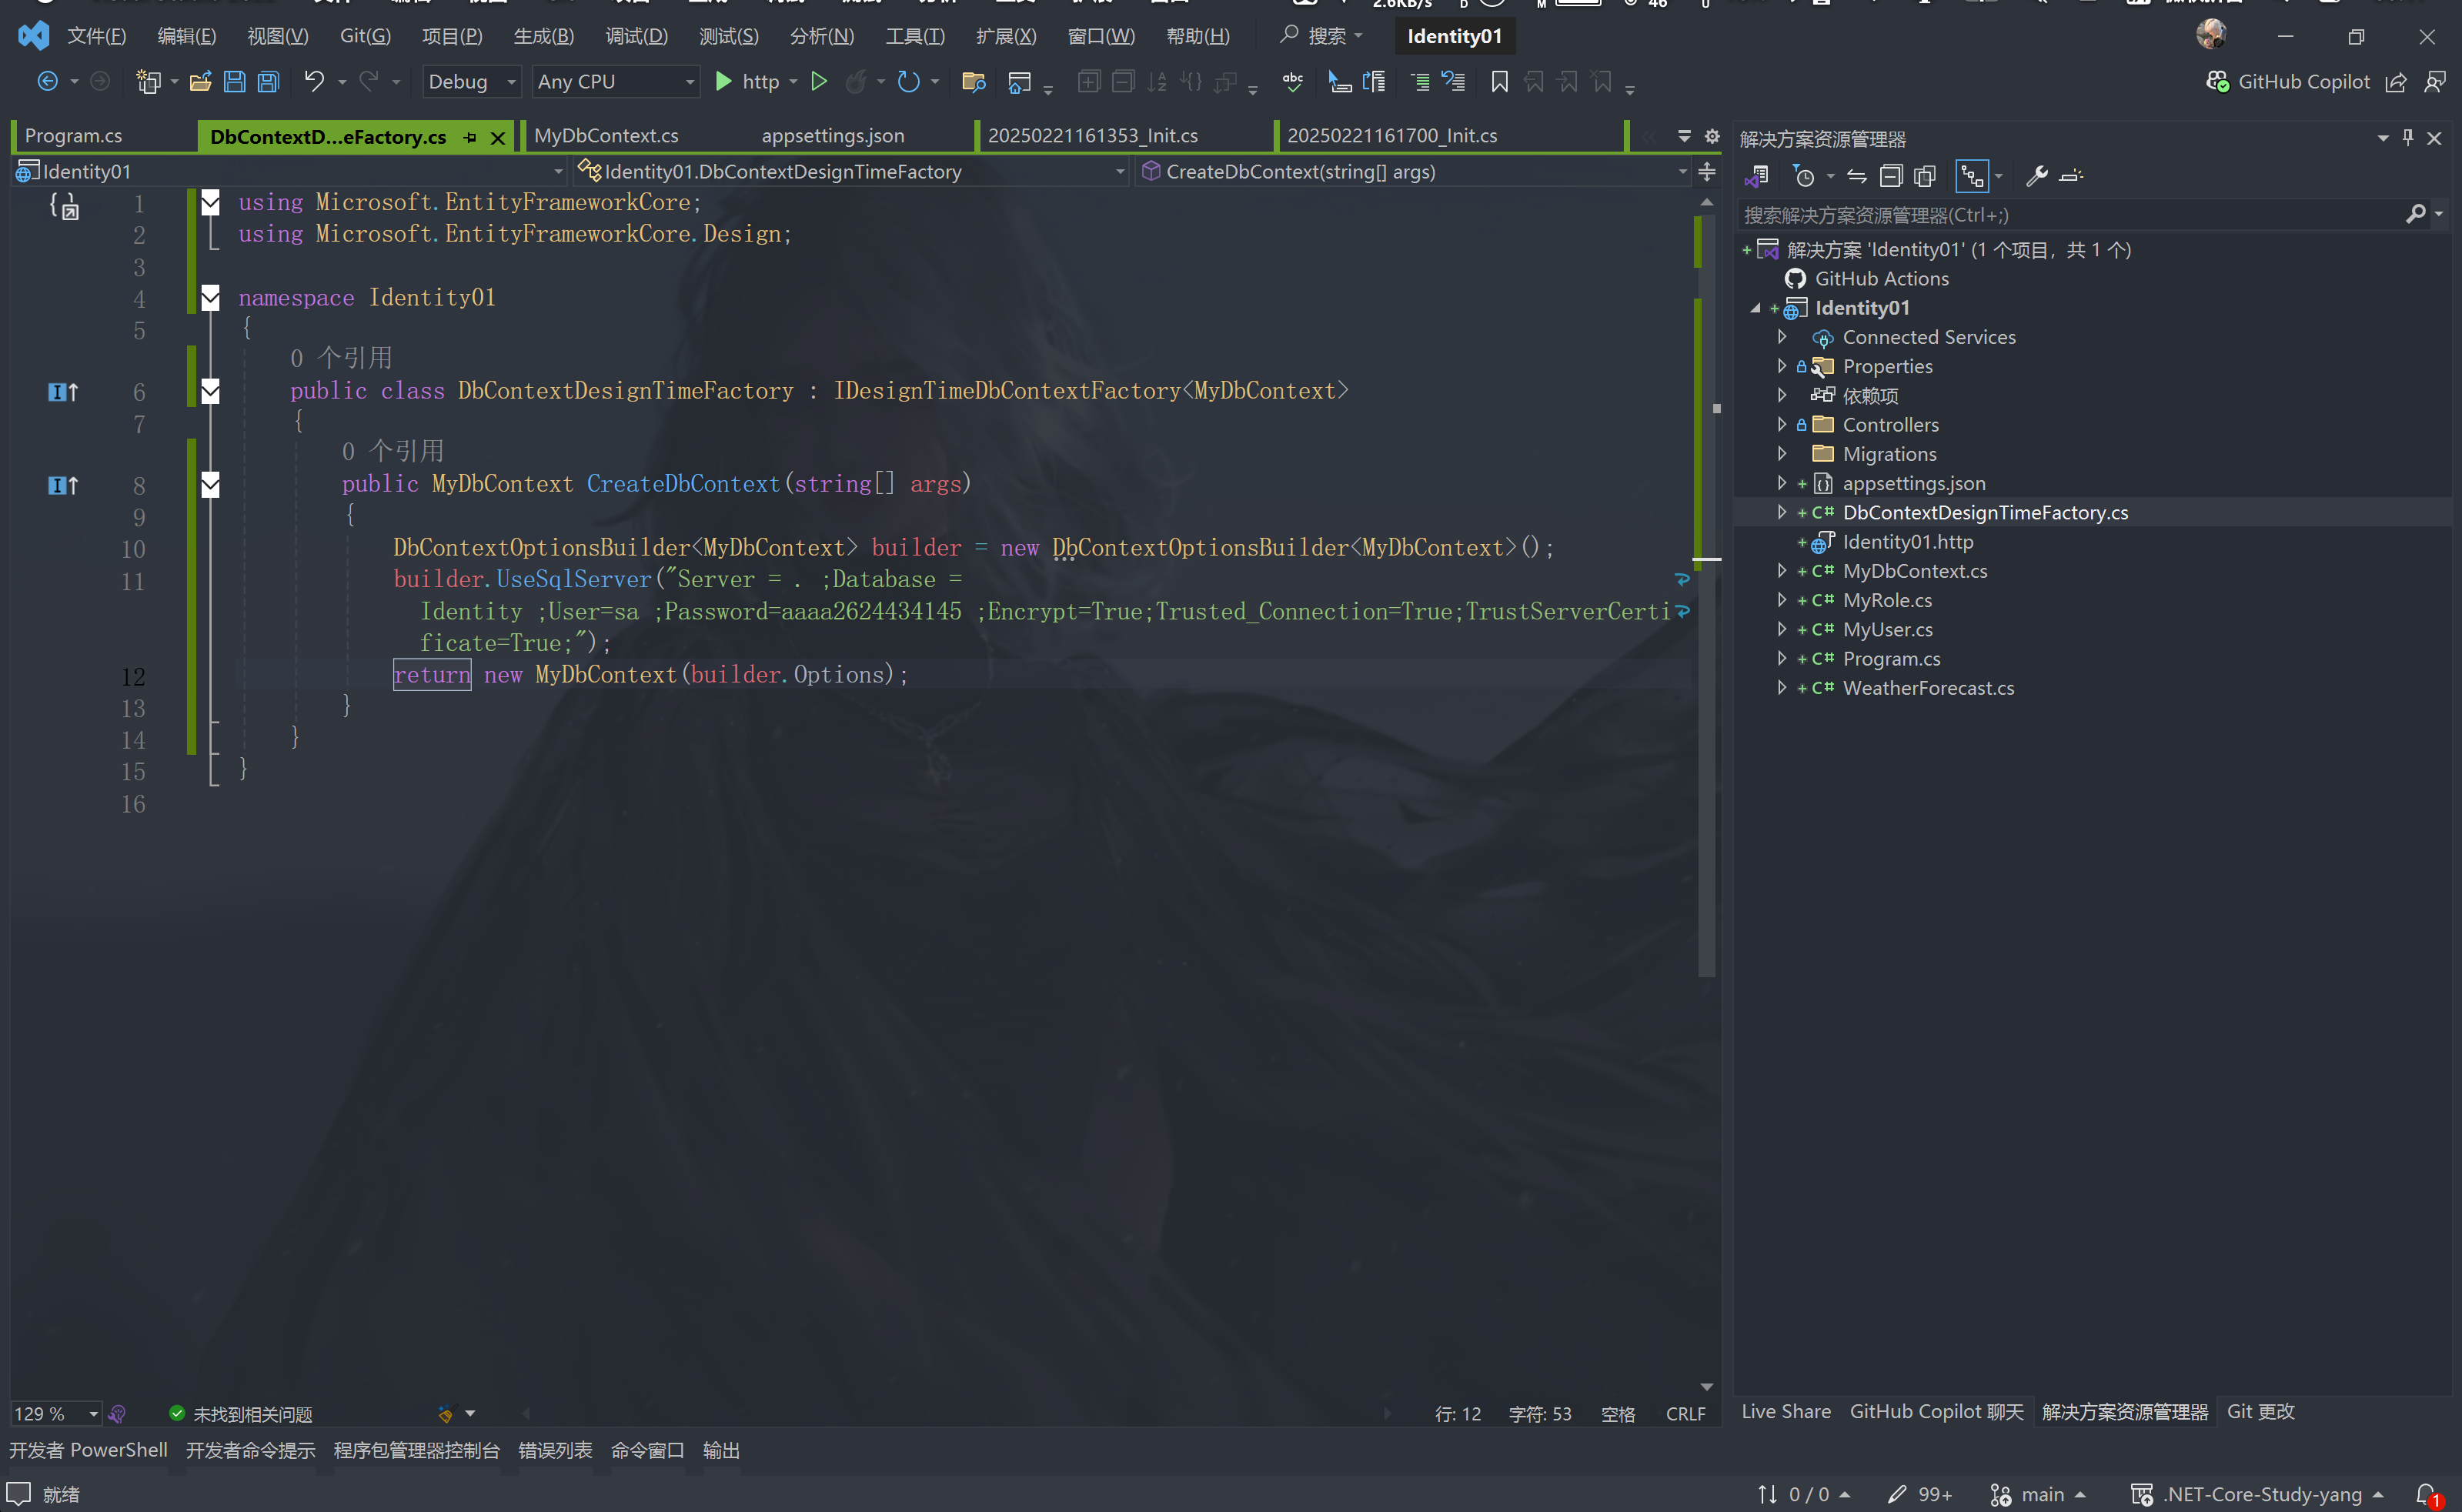 文件(F) 编辑(E) 视图(V) Git(G) 项目(P) 生成(B) 调试(D) 测试(S) 分析(N) 工具(T) 扩展(X) 窗口(W) 帮助(H) 搜索 Identity01
Debug Any CPU http GitHub Copilot
Program.cs DbContextD...eFactory.cs MyDbContext.cs appsettings.json 20250221161353_Init.cs 20250221161700_Init.cs
Identity01 Identity01.DbContextDesignTimeFactory CreateDbContext(string[] args)
1 using Microsoft.EntityFrameworkCore;
2 using Microsoft.EntityFrameworkCore.Design;
3
4 namespace Identity01
5 {
0 个引用
6 public class DbContextDesignTimeFactory : IDesignTimeDbContextFactory<MyDbContext>
7 {
0 个引用
8 public MyDbContext CreateDbContext(string[] args)
9 {
10 DbContextOptionsBuilder<MyDbContext> builder = new DbContextOptionsBuilder<MyDbContext>();
11 builder.UseSqlServer("Server = . ;Database =
Identity ;User=sa ;Password=aaaa2624434145 ;Encrypt=True;Trusted_Connection=True;TrustServerCerti
ficate=True;");
12 return new MyDbContext(builder.Options);
13 }
14 }
15 }
16
129 % 未找到相关问题 行: 12 字符: 53 空格 CRLF
解决方案资源管理器
搜索解决方案资源管理器(Ctrl+;)
解决方案 'Identity01' (1 个项目，共 1 个)
GitHub Actions
Identity01
Connected Services
Properties
依赖项
Controllers
Migrations
appsettings.json
C# DbContextDesignTimeFactory.cs
Identity01.http
C# MyDbContext.cs
C# MyRole.cs
C# MyUser.cs
C# Program.cs
C# WeatherForecast.cs
Live Share GitHub Copilot 聊天 解决方案资源管理器 Git 更改
开发者 PowerShell 开发者命令提示 程序包管理器控制台 错误列表 命令窗口 输出
就绪 0 / 0 99+ main .NET-Core-Study-yang 1